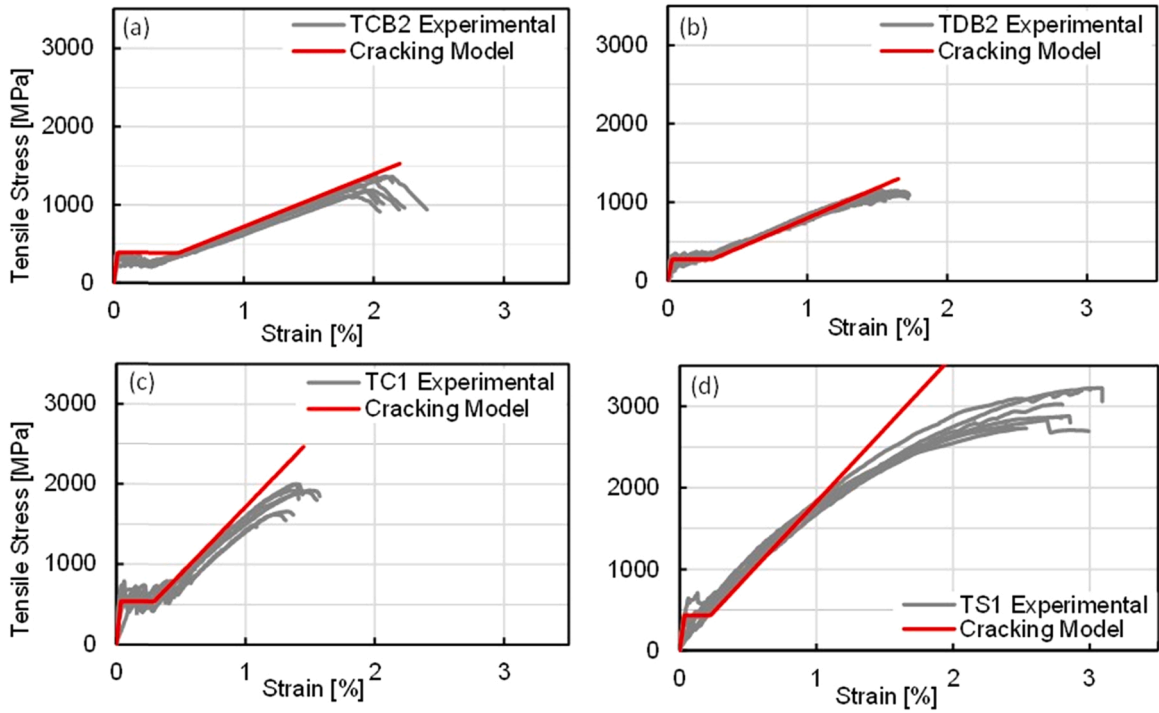 (a)
TCB2 Experimental
Cracking Model
3000
2000
1000
0
Tensile Stress [MPa]
0 1 2 3
Strain [%]
(b)
TDB2 Experimental
Cracking Model
3000
2000
1000
0
0 1 2 3
Strain [%]
(c)
TC1 Experimental
Cracking Model
3000
2000
1000
0
Tensile Stress [MPa]
0 1 2 3
Strain [%]
(d)
3000
2000
1000
0
TS1 Experimental
Cracking Model
0 1 2 3
Strain [%]